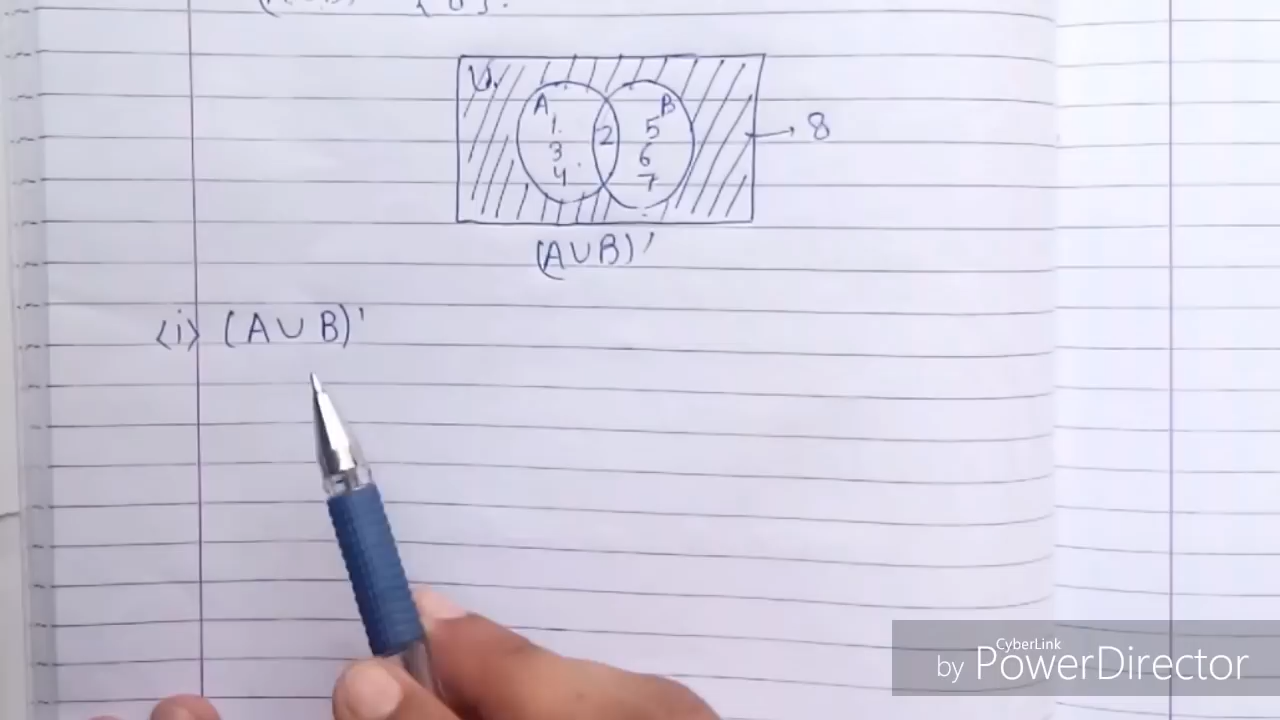 U
A
B
1
3
4
2
5
6
7
8
(A∪B)'
<i> (A∪B)'
CyberLink
by PowerDirector